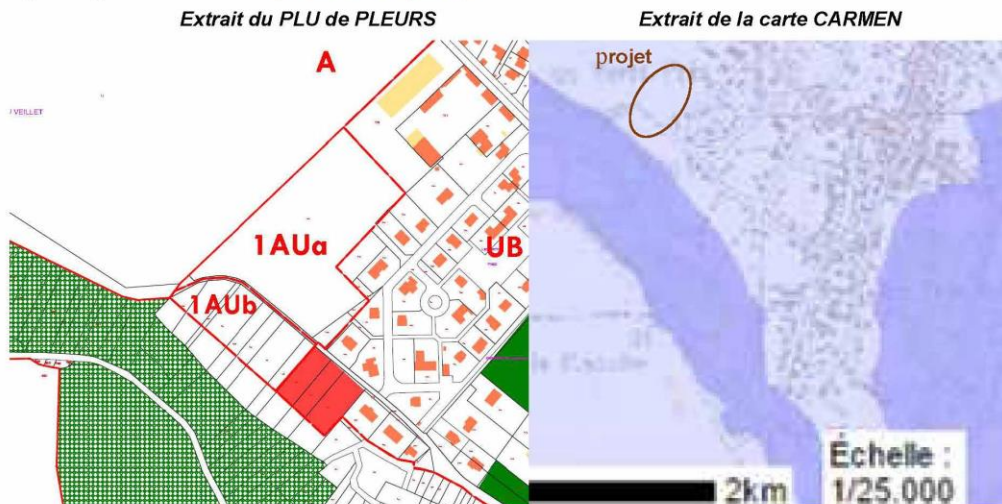 Extrait du PLU de PLEURS
Extrait de la carte CARMEN
A
VEILLET
1AUa
UB
1AUb
projet
2km
Échelle :
1/25.000